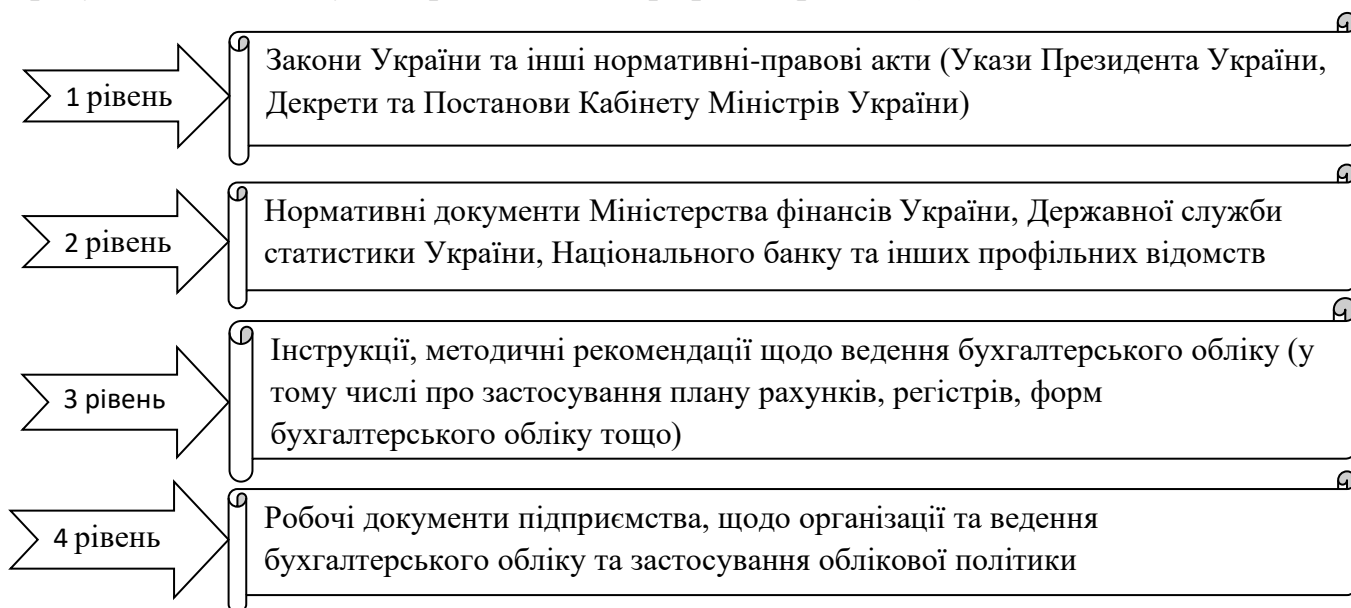 1 рівень
Закони України та інші нормативні-правові акти (Укази Президента України,
Декрети та Постанови Кабінету Міністрів України)
2 рівень
Нормативні документи Міністерства фінансів України, Державної служби
статистики України, Національного банку та інших профільних відомств
3 рівень
Інструкції, методичні рекомендації щодо ведення бухгалтерського обліку (у
тому числі про застосування плану рахунків, регістрів, форм
бухгалтерського обліку тощо)
4 рівень
Робочі документи підприємства, щодо організації та ведення
бухгалтерського обліку та застосування облікової політики